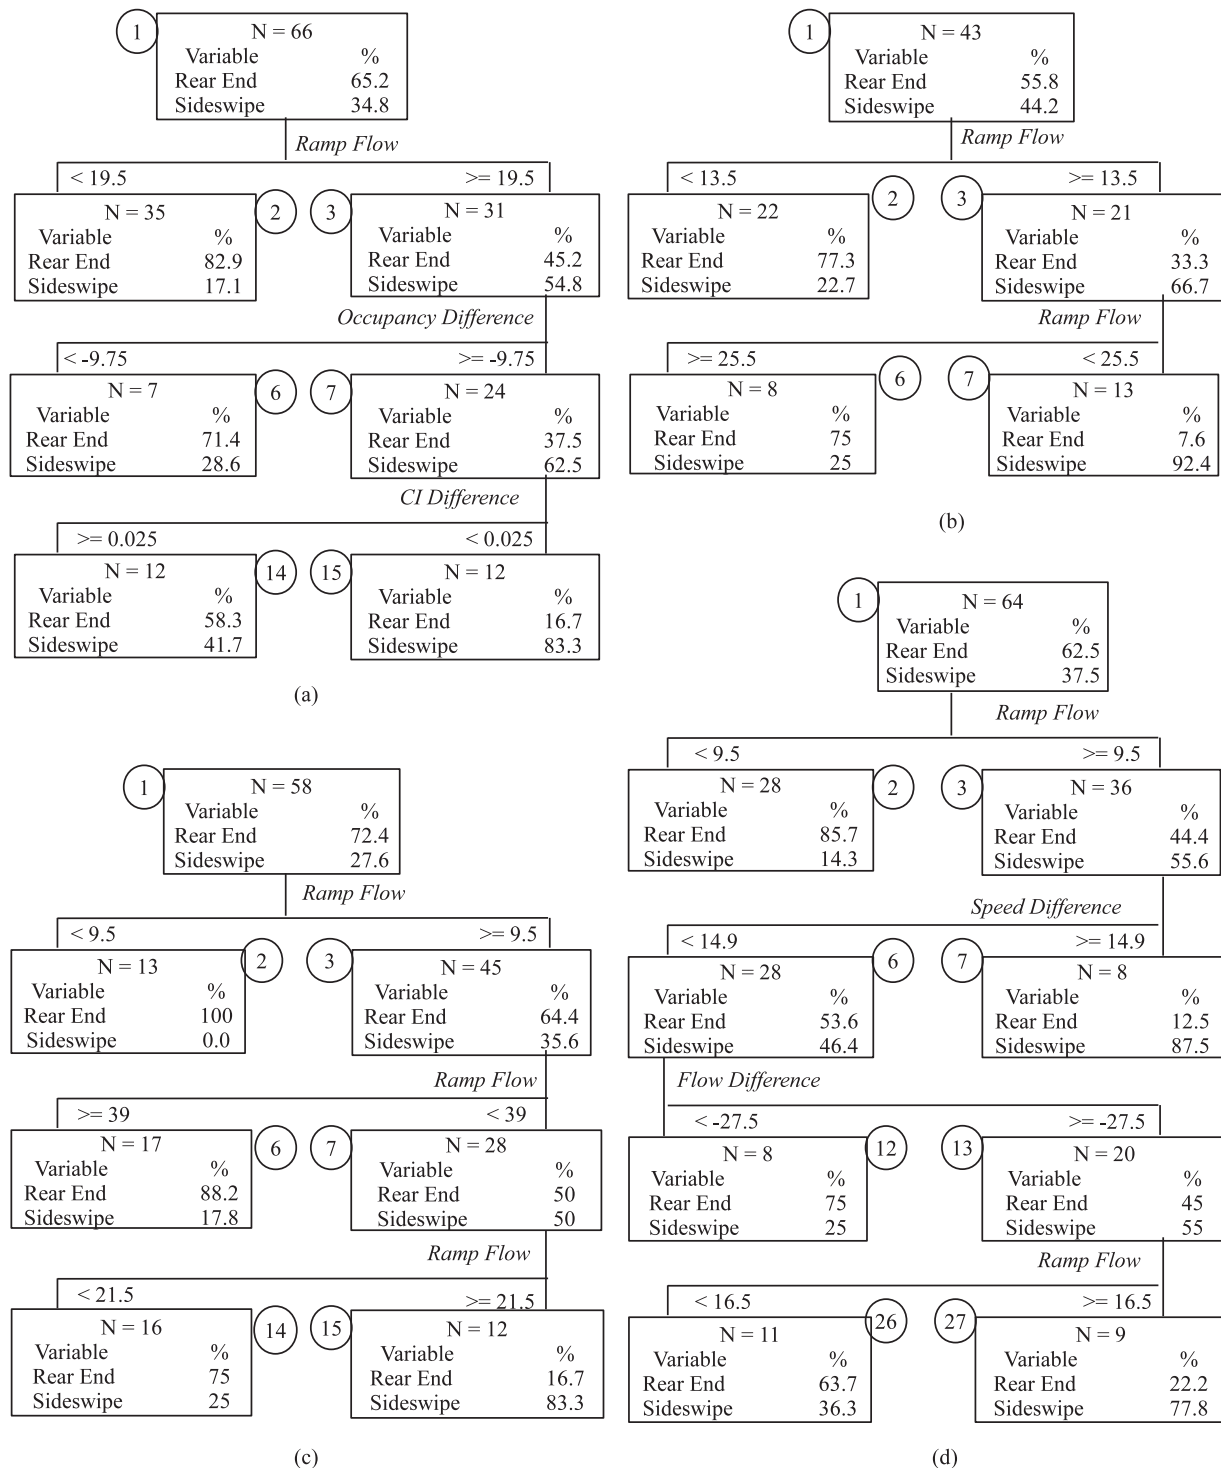 1
N = 66
Variable %
Rear End 65.2
Sideswipe 34.8
Ramp Flow
< 19.5 >= 19.5
2 3
N = 35
Variable %
Rear End 82.9
Sideswipe 17.1
N = 31
Variable %
Rear End 45.2
Sideswipe 54.8
Occupancy Difference
< -9.75 >= -9.75
6 7
N = 7
Variable %
Rear End 71.4
Sideswipe 28.6
N = 24
Variable %
Rear End 37.5
Sideswipe 62.5
CI Difference
>= 0.025 < 0.025
14 15
N = 12
Variable %
Rear End 58.3
Sideswipe 41.7
N = 12
Variable %
Rear End 16.7
Sideswipe 83.3
(a)
1
N = 43
Variable %
Rear End 55.8
Sideswipe 44.2
Ramp Flow
< 13.5 >= 13.5
2 3
N = 22
Variable %
Rear End 77.3
Sideswipe 22.7
N = 21
Variable %
Rear End 33.3
Sideswipe 66.7
Ramp Flow
>= 25.5 < 25.5
6 7
N = 8
Variable %
Rear End 75
Sideswipe 25
N = 13
Variable %
Rear End 7.6
Sideswipe 92.4
(b)
1
N = 58
Variable %
Rear End 72.4
Sideswipe 27.6
Ramp Flow
< 9.5 >= 9.5
2 3
N = 13
Variable %
Rear End 100
Sideswipe 0.0
N = 45
Variable %
Rear End 64.4
Sideswipe 35.6
Ramp Flow
>= 39 < 39
6 7
N = 17
Variable %
Rear End 88.2
Sideswipe 17.8
N = 28
Variable %
Rear End 50
Sideswipe 50
Ramp Flow
< 21.5 >= 21.5
14 15
N = 16
Variable %
Rear End 75
Sideswipe 25
N = 12
Variable %
Rear End 16.7
Sideswipe 83.3
(c)
1
N = 64
Variable %
Rear End 62.5
Sideswipe 37.5
Ramp Flow
< 9.5 >= 9.5
2 3
N = 28
Variable %
Rear End 85.7
Sideswipe 14.3
N = 36
Variable %
Rear End 44.4
Sideswipe 55.6
Speed Difference
< 14.9 >= 14.9
6 7
N = 28
Variable %
Rear End 53.6
Sideswipe 46.4
N = 8
Variable %
Rear End 12.5
Sideswipe 87.5
Flow Difference
< -27.5 >= -27.5
12 13
N = 8
Variable %
Rear End 75
Sideswipe 25
N = 20
Variable %
Rear End 45
Sideswipe 55
Ramp Flow
< 16.5 >= 16.5
26 27
N = 11
Variable %
Rear End 63.7
Sideswipe 36.3
N = 9
Variable %
Rear End 22.2
Sideswipe 77.8
(d)